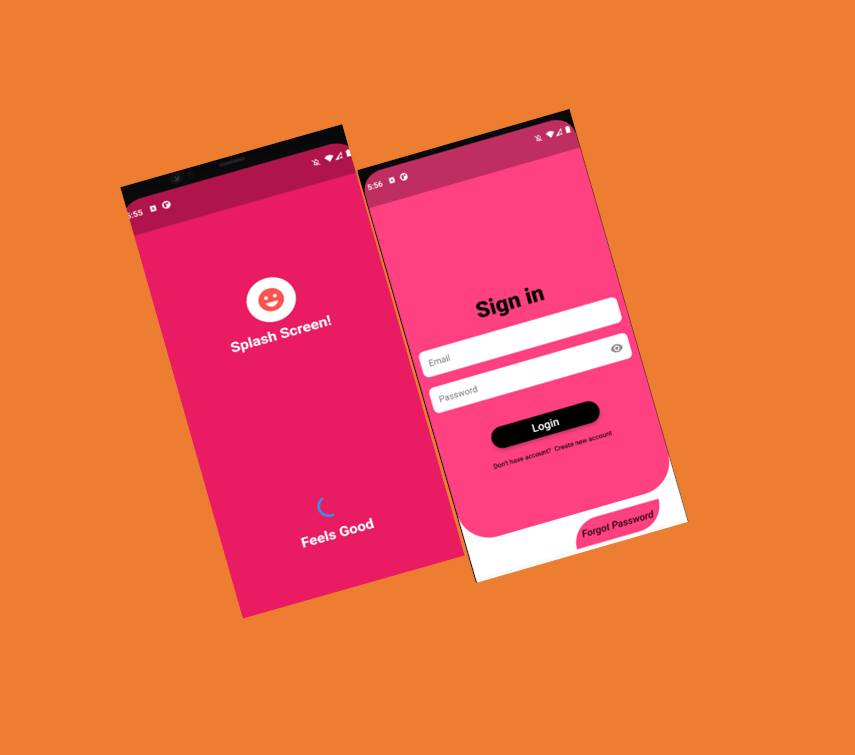 5:55
Splash Screen!
Feels Good
5:56
Sign in
Email
Password
Login
Don't have account? Create new account
Forgot Password